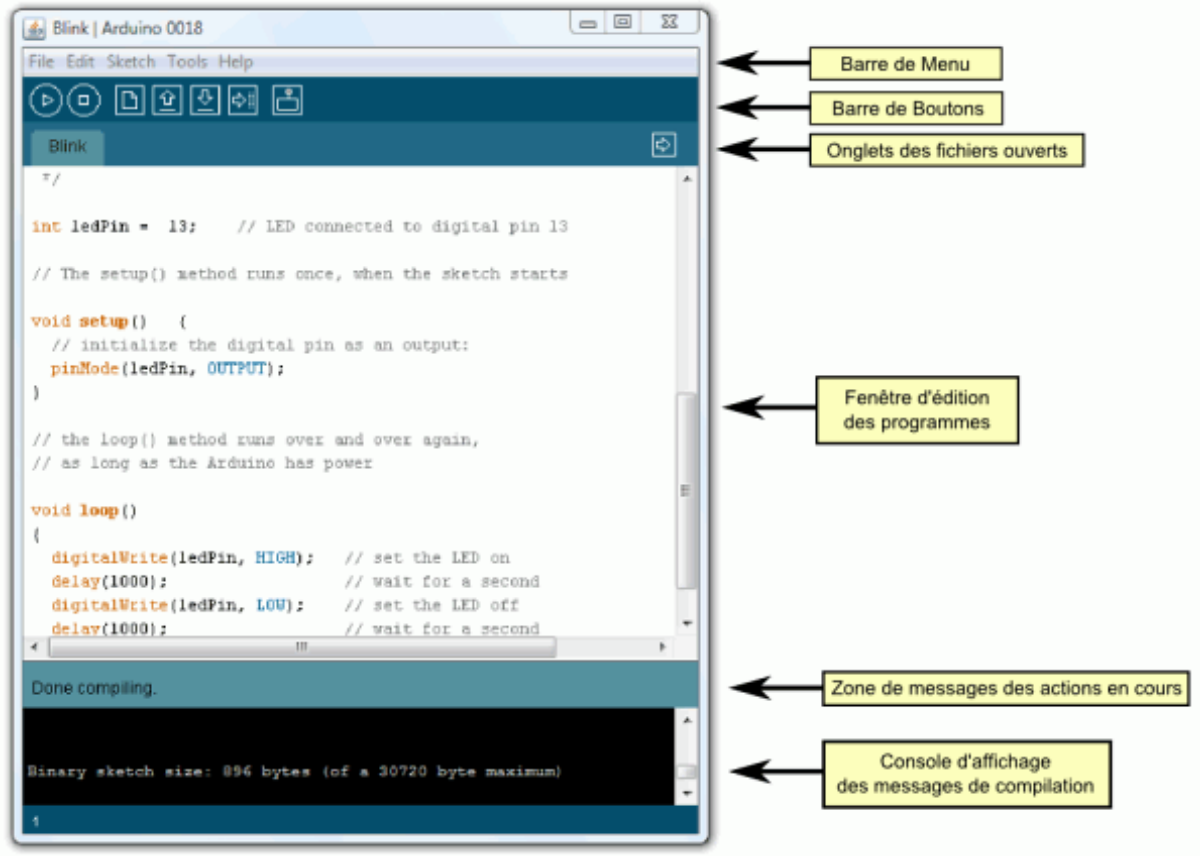 Blink | Arduino 0018
File Edit Sketch Tools Help
Barre de Menu
Barre de Boutons
Blink
Onglets des fichiers ouverts
*/
int ledPin =  13;    // LED connected to digital pin 13
// The setup() method runs once, when the sketch starts
void setup()   {
// initialize the digital pin as an output:
pinMode(ledPin, OUTPUT);
}
// the loop() method runs over and over again,
// as long as the Arduino has power
void loop()
{
digitalWrite(ledPin, HIGH);   // set the LED on
delay(1000);                  // wait for a second
digitalWrite(ledPin, LOW);    // set the LED off
delay(1000);                  // wait for a second
Fenêtre d'édition
des programmes
Done compiling.
Zone de messages des actions en cours
Binary sketch size: 896 bytes (of a 30720 byte maximum)
Console d'affichage
des messages de compilation
1